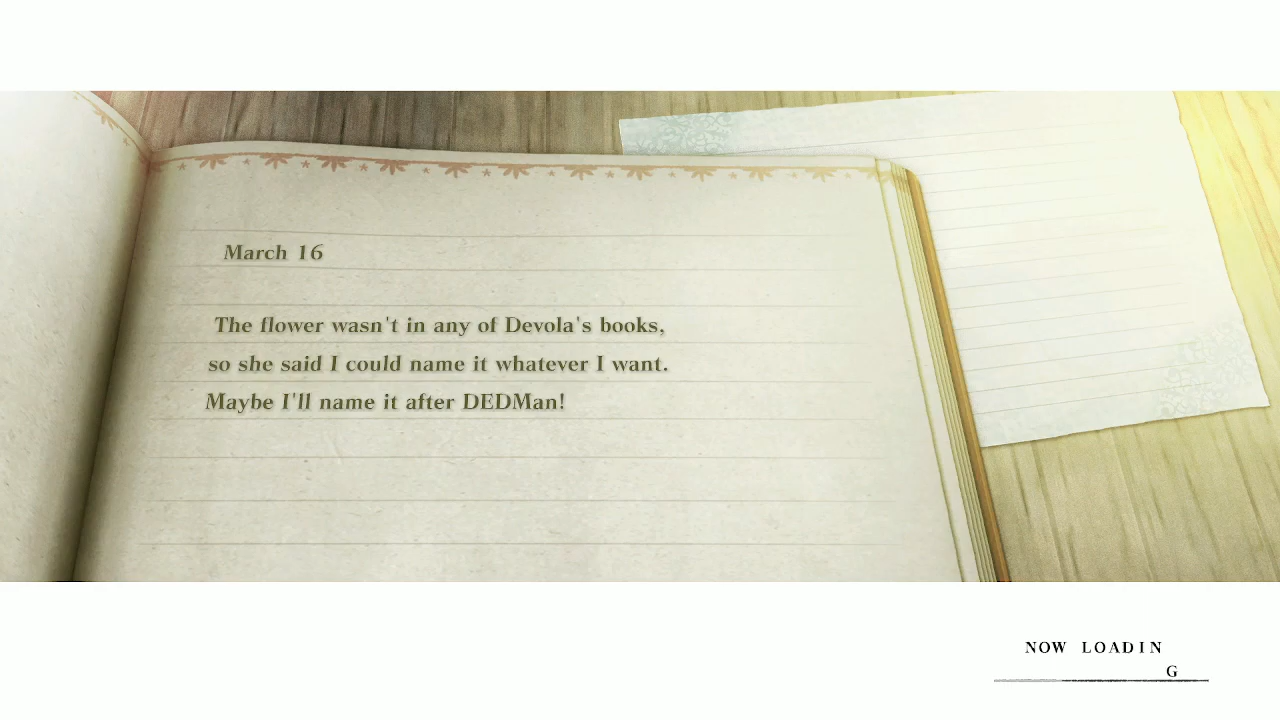 March 16
The flower wasn't in any of Devola's books,
so she said I could name it whatever I want.
Maybe I'll name it after DEDMan!
NOW LOADIN
G